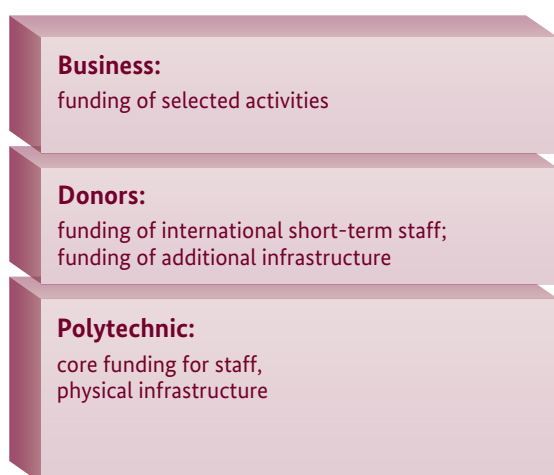 Business:
funding of selected activities
Donors:
funding of international short-term staff;
funding of additional infrastructure
Polytechnic:
core funding for staff,
physical infrastructure